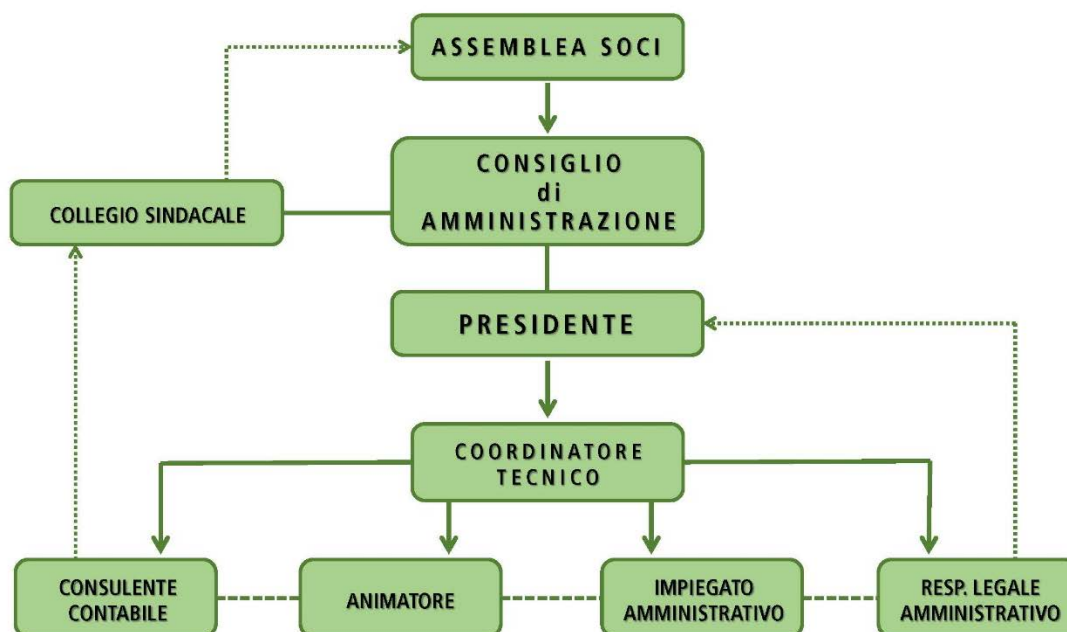 ASSEMBLEA SOCI
CONSIGLIO
di
AMMINISTRAZIONE
COLLEGIO SINDACALE
PRESIDENTE
COORDINATORE
TECNICO
CONSULENTE
CONTABILE
ANIMATORE
IMPIEGATO
AMMINISTRATIVO
RESP. LEGALE
AMMINISTRATIVO